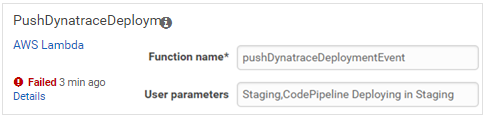 PushDynatraceDeploym
AWS Lambda
Function name* pushDynatraceDeploymentEvent
Failed 3 min ago
Details
User parameters Staging,CodePipeline Deploying in Staging